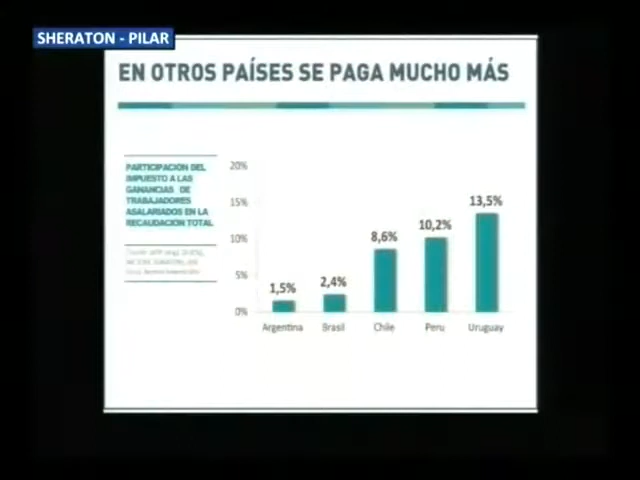 SHERATON - PILAR
EN OTROS PAÍSES SE PAGA MUCHO MÁS
PARTICIPACIÓN DEL
IMPUESTO A LAS
GANANCIAS DE
TRABAJADORES
ASALARIADOS EN LA
RECAUDACIÓN TOTAL
20%
15%
10%
5%
0%
1,5%
2,4%
8,6%
10,2%
13,5%
Argentina
Brasil
Chile
Peru
Uruguay